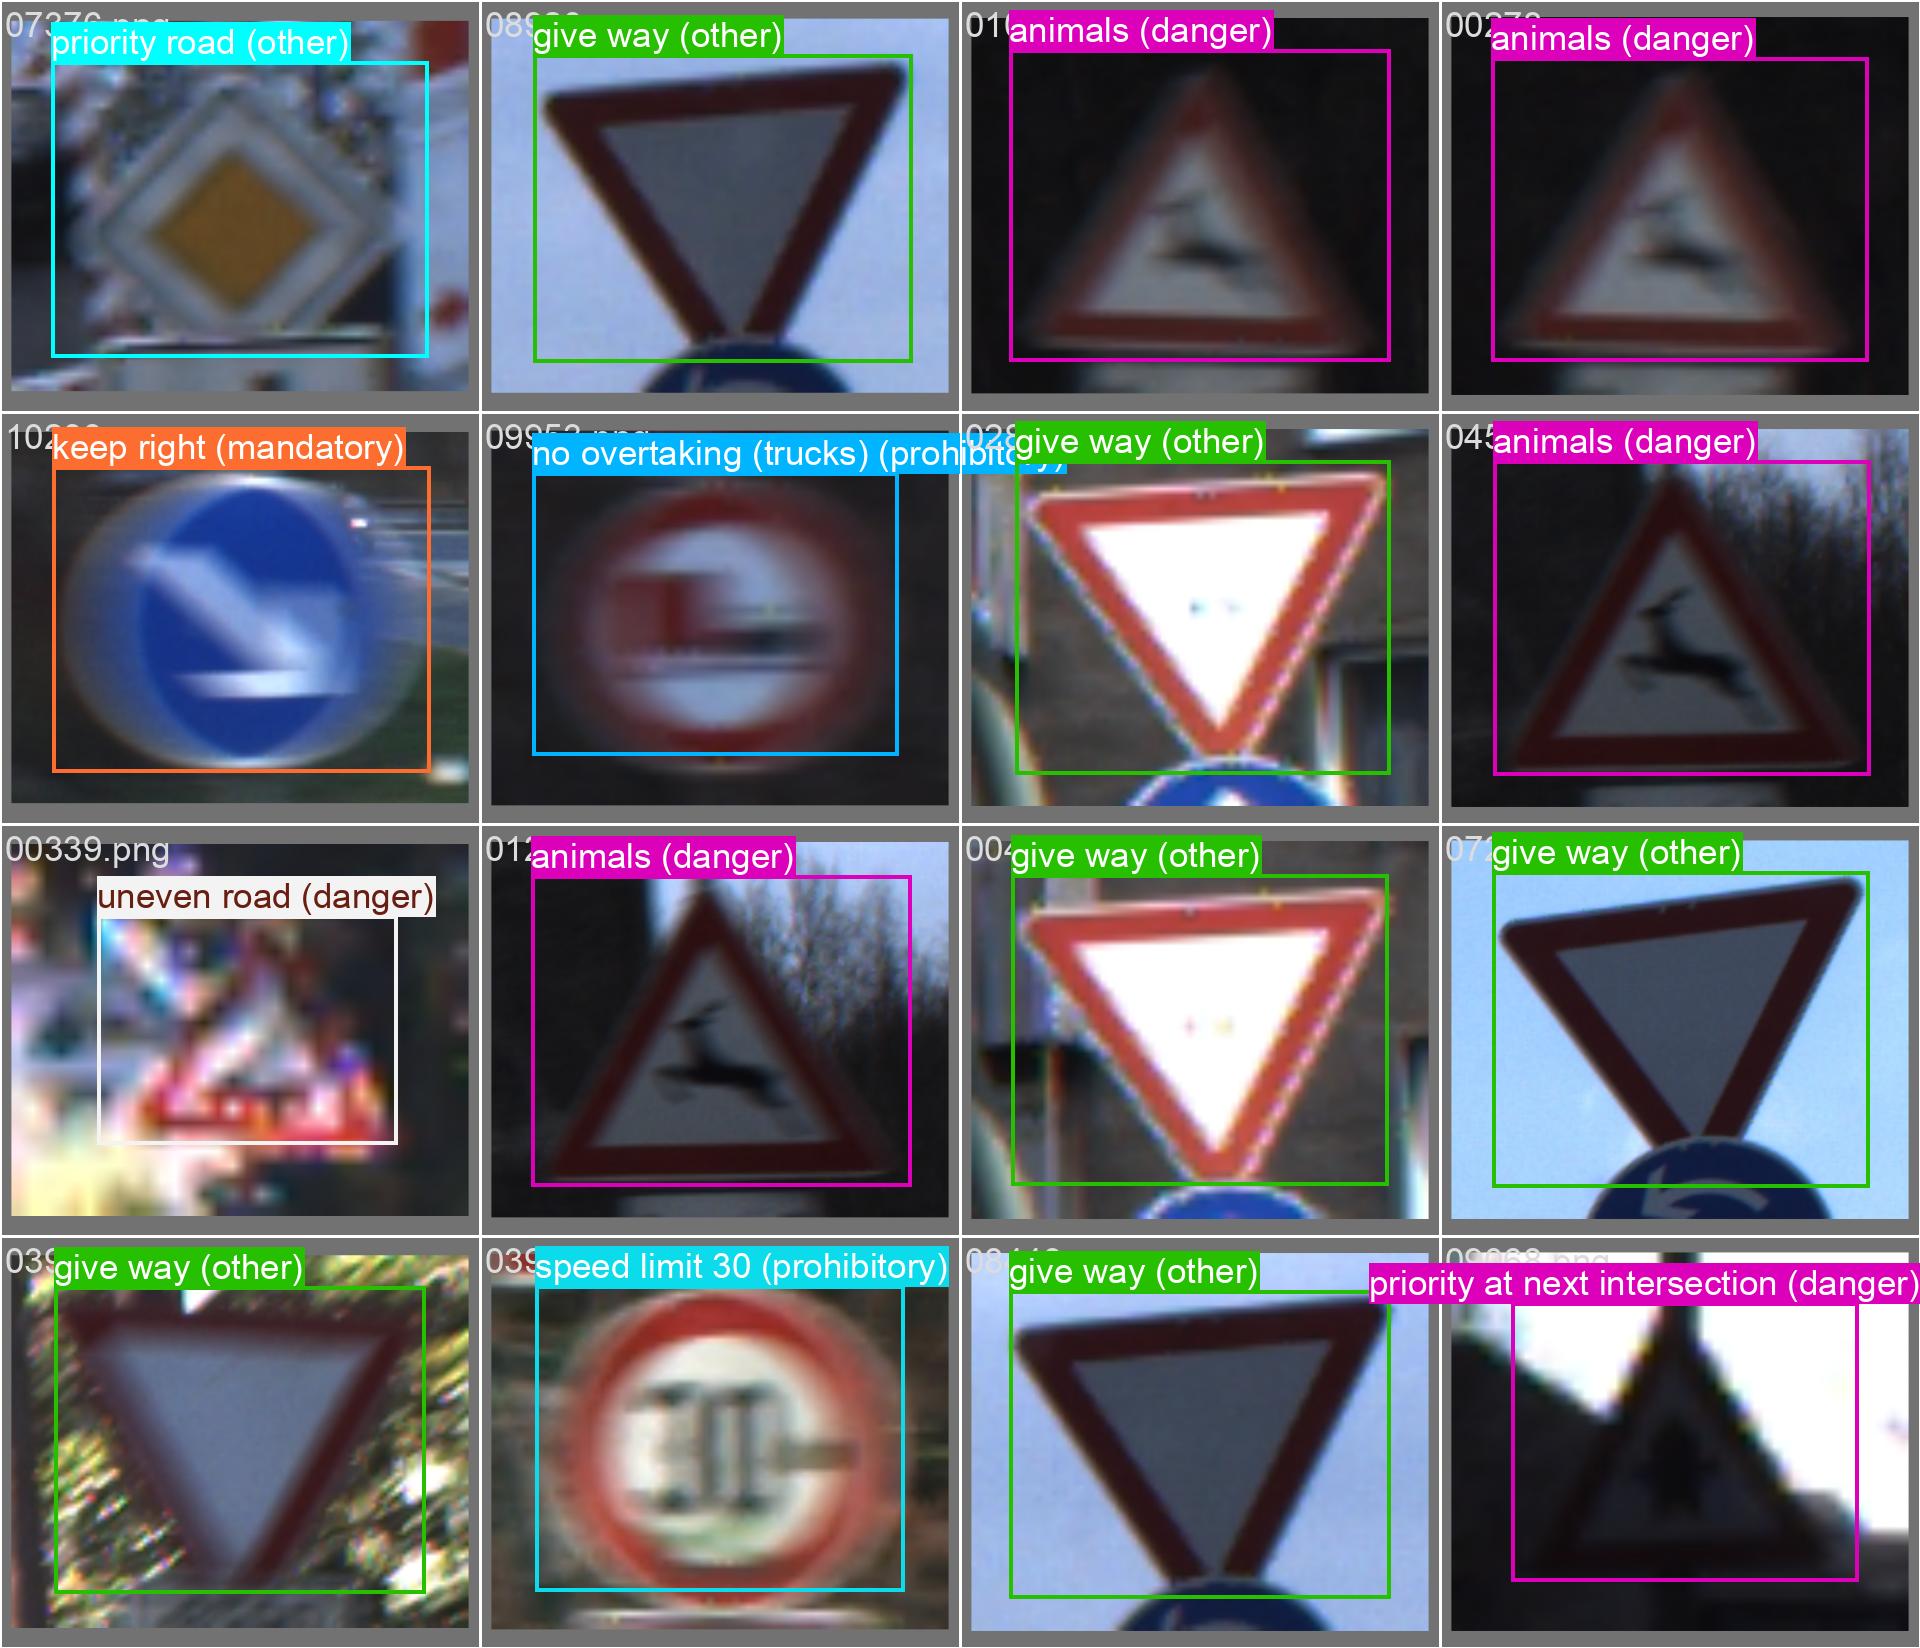 priority road (other)
give way (other)
animals (danger)
animals (danger)
keep right (mandatory)
no overtaking (trucks) (prohibitory)
give way (other)
animals (danger)
00339.png
uneven road (danger)
animals (danger)
give way (other)
give way (other)
give way (other)
speed limit 30 (prohibitory)
give way (other)
priority at next intersection (danger)